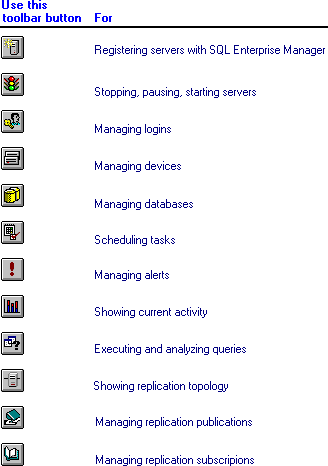 Use this
toolbar button For
Registering servers with SQL Enterprise Manager
Stopping, pausing, starting servers
Managing logins
Managing devices
Managing databases
Scheduling tasks
Managing alerts
Showing current activity
Executing and analyzing queries
Showing replication topology
Managing replication publications
Managing replication subscripions